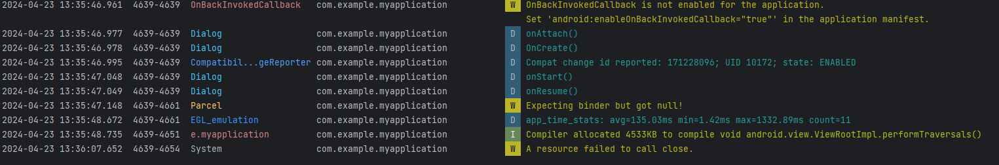 2024-04-23 13:35:46.961  4639-4639  OnBackInvokedCallback  com.example.myapplication  W  OnBackInvokedCallback is not enabled for the application.
Set 'android:enableOnBackInvokedCallback="true"' in the application manifest.
2024-04-23 13:35:46.977  4639-4639  Dialog  com.example.myapplication  D  onAttach()
2024-04-23 13:35:46.978  4639-4639  Dialog  com.example.myapplication  D  OnCreate()
2024-04-23 13:35:46.995  4639-4639  Compatibil...geReporter  com.example.myapplication  D  Compat change id reported: 171228096; UID 10172; state: ENABLED
2024-04-23 13:35:47.048  4639-4639  Dialog  com.example.myapplication  D  onStart()
2024-04-23 13:35:47.049  4639-4639  Dialog  com.example.myapplication  D  onResume()
2024-04-23 13:35:47.148  4639-4661  Parcel  com.example.myapplication  W  Expecting binder but got null!
2024-04-23 13:35:48.672  4639-4661  EGL_emulation  com.example.myapplication  D  app_time_stats: avg=135.03ms min=1.42ms max=1332.89ms count=11
2024-04-23 13:35:48.735  4639-4651  e.myapplication  com.example.myapplication  I  Compiler allocated 4533KB to compile void android.view.ViewRootImpl.performTraversals()
2024-04-23 13:36:07.652  4639-4654  System  com.example.myapplication  W  A resource failed to call close.